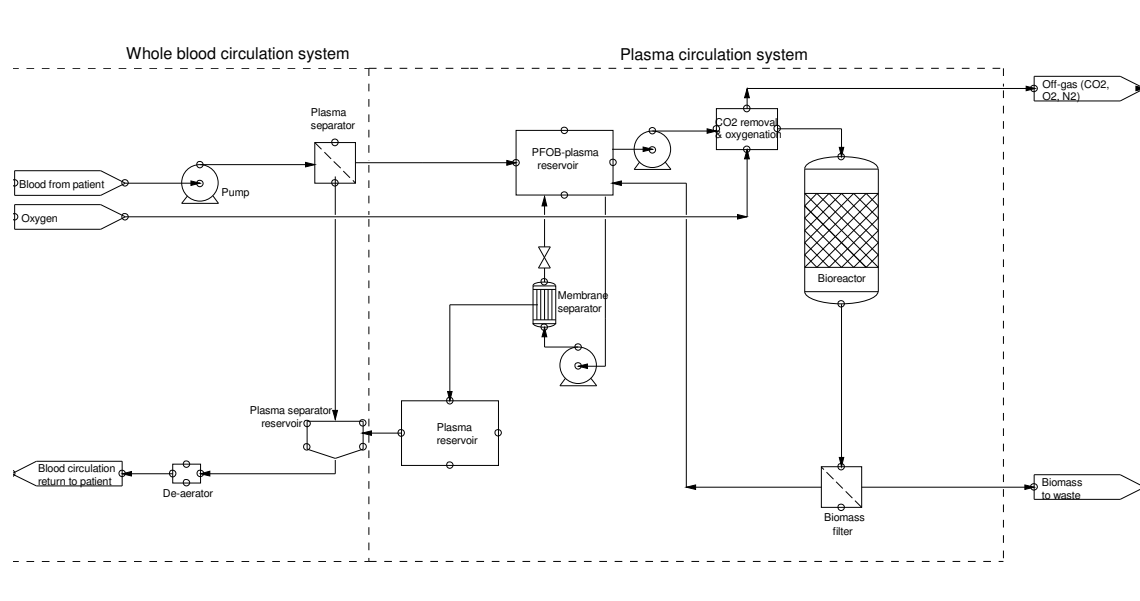 Whole blood circulation system
Plasma circulation system
Off-gas (CO2,
O2, N2)
Plasma
separator
CO2 removal
& oxygenation
PFOB-plasma
reservoir
Blood from patient
Pump
Oxygen
Bioreactor
Membrane
separator
Plasma separator
reservoir
Plasma
reservoir
Blood circulation
return to patient
De-aerator
Biomass
to waste
Biomass
filter